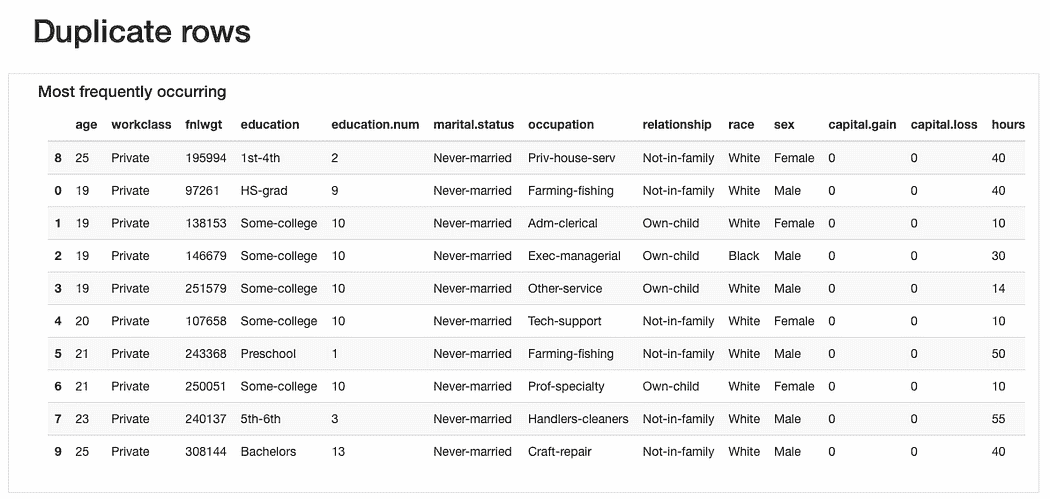 Duplicate rows
Most frequently occurring
age workclass fnlwgt education education.num marital.status occupation relationship race sex capital.gain capital.loss hours
8 25 Private 195994 1st-4th 2 Never-married Priv-house-serv Not-in-family White Female 0 0 40
0 19 Private 97261 HS-grad 9 Never-married Farming-fishing Not-in-family White Male 0 0 40
1 19 Private 138153 Some-college 10 Never-married Adm-clerical Own-child White Female 0 0 10
2 19 Private 146679 Some-college 10 Never-married Exec-managerial Own-child Black Male 0 0 30
3 19 Private 251579 Some-college 10 Never-married Other-service Own-child White Male 0 0 14
4 20 Private 107658 Some-college 10 Never-married Tech-support Not-in-family White Female 0 0 10
5 21 Private 243368 Preschool 1 Never-married Farming-fishing Not-in-family White Male 0 0 50
6 21 Private 250051 Some-college 10 Never-married Prof-specialty Own-child White Female 0 0 10
7 23 Private 240137 5th-6th 3 Never-married Handlers-cleaners Not-in-family White Male 0 0 55
9 25 Private 308144 Bachelors 13 Never-married Craft-repair Not-in-family White Male 0 0 40